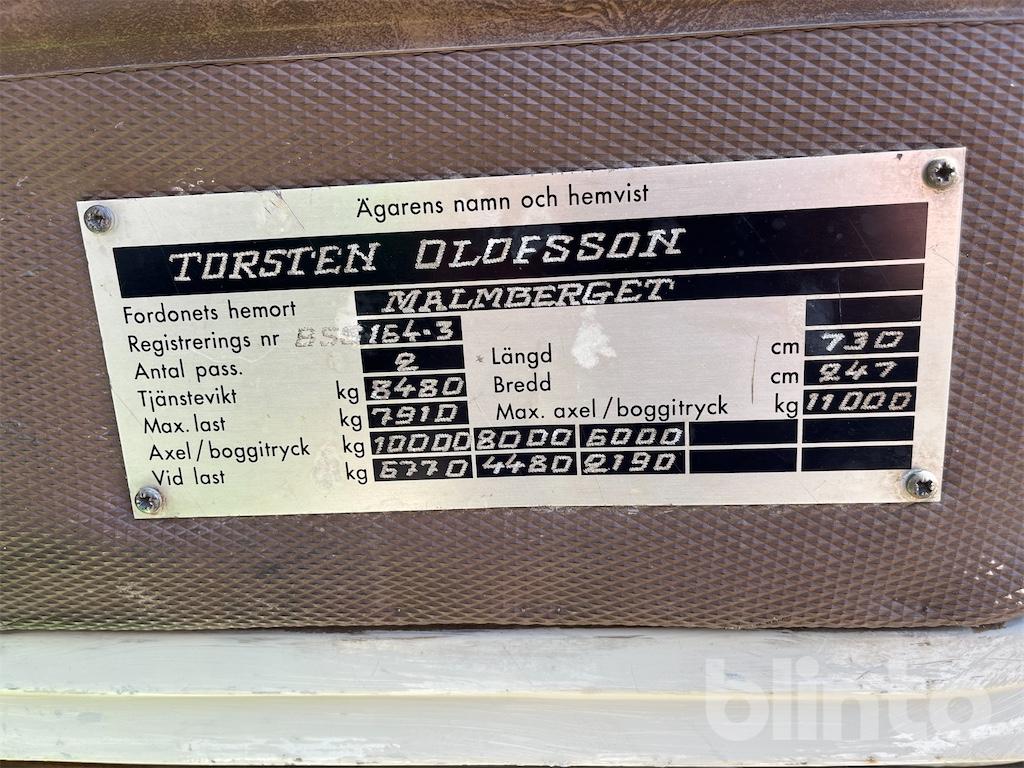 Ägarens namn och hemvist
TORSTEN OLOFSSON
Fordonets hemort MALMBERGET
Registrerings nr 164-3
Antal pass. 2 Längd cm 730
Tjänstevikt kg 8480 Bredd cm 247
Max. last kg 7910 Max. axel/boggitryck kg 11000
Axel/boggitryck kg 10000 8000 6000
Vid last kg 6770 4480 2190
blinto